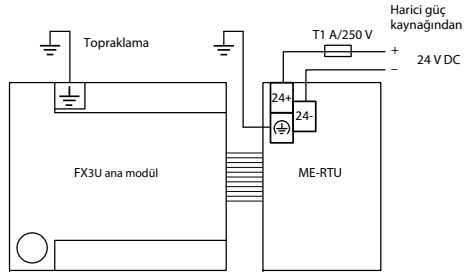 Harici güç
kaynağından
T1 A/250 V
+
24 V DC
–
Topraklama
24+
24-
FX3U ana modül
ME-RTU